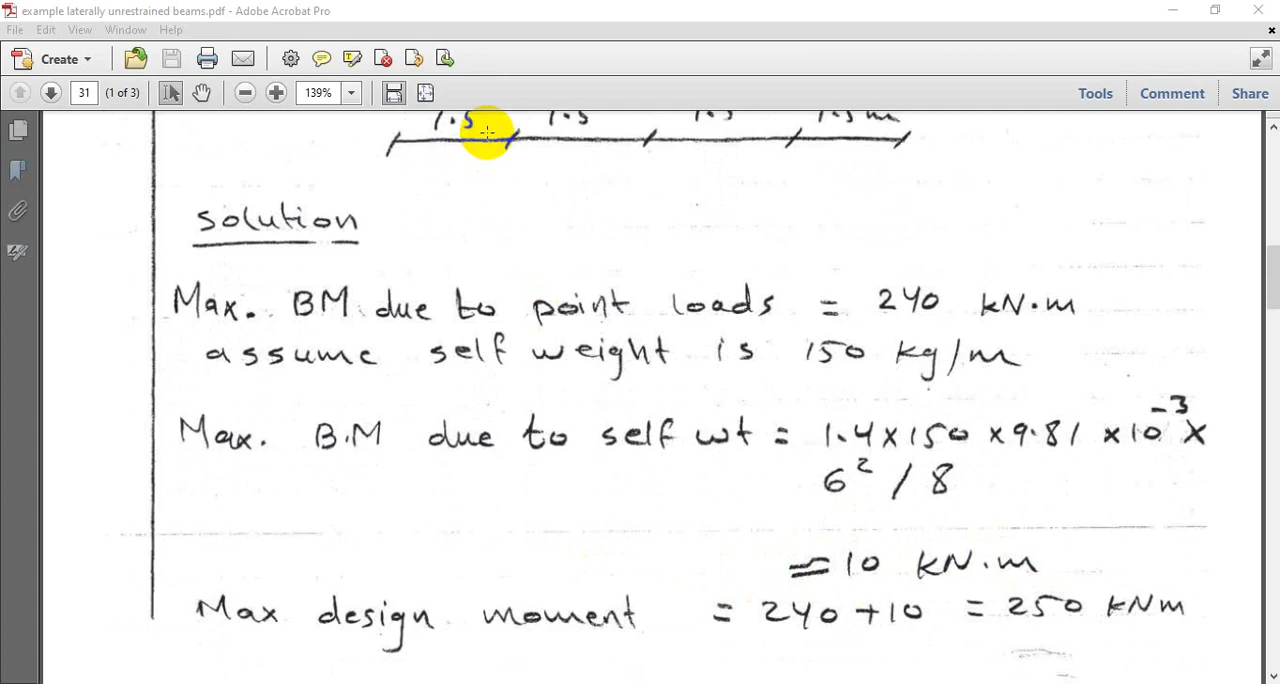 example laterally unrestrained beams.pdf - Adobe Acrobat Pro
File Edit View Window Help
Create
31 (1 of 3) 139% Tools Comment Share
1.5 1.5 1.5 1.5 m
Solution
Max. BM due to point loads = 240 kN.m
assume self weight is 150 kg/m
Max. B.M due to self wt = 1.4 × 150 × 9.81 × 10⁻³ ×
6² / 8
≈ 10 kN.m
Max design moment = 240 + 10 = 250 kNm